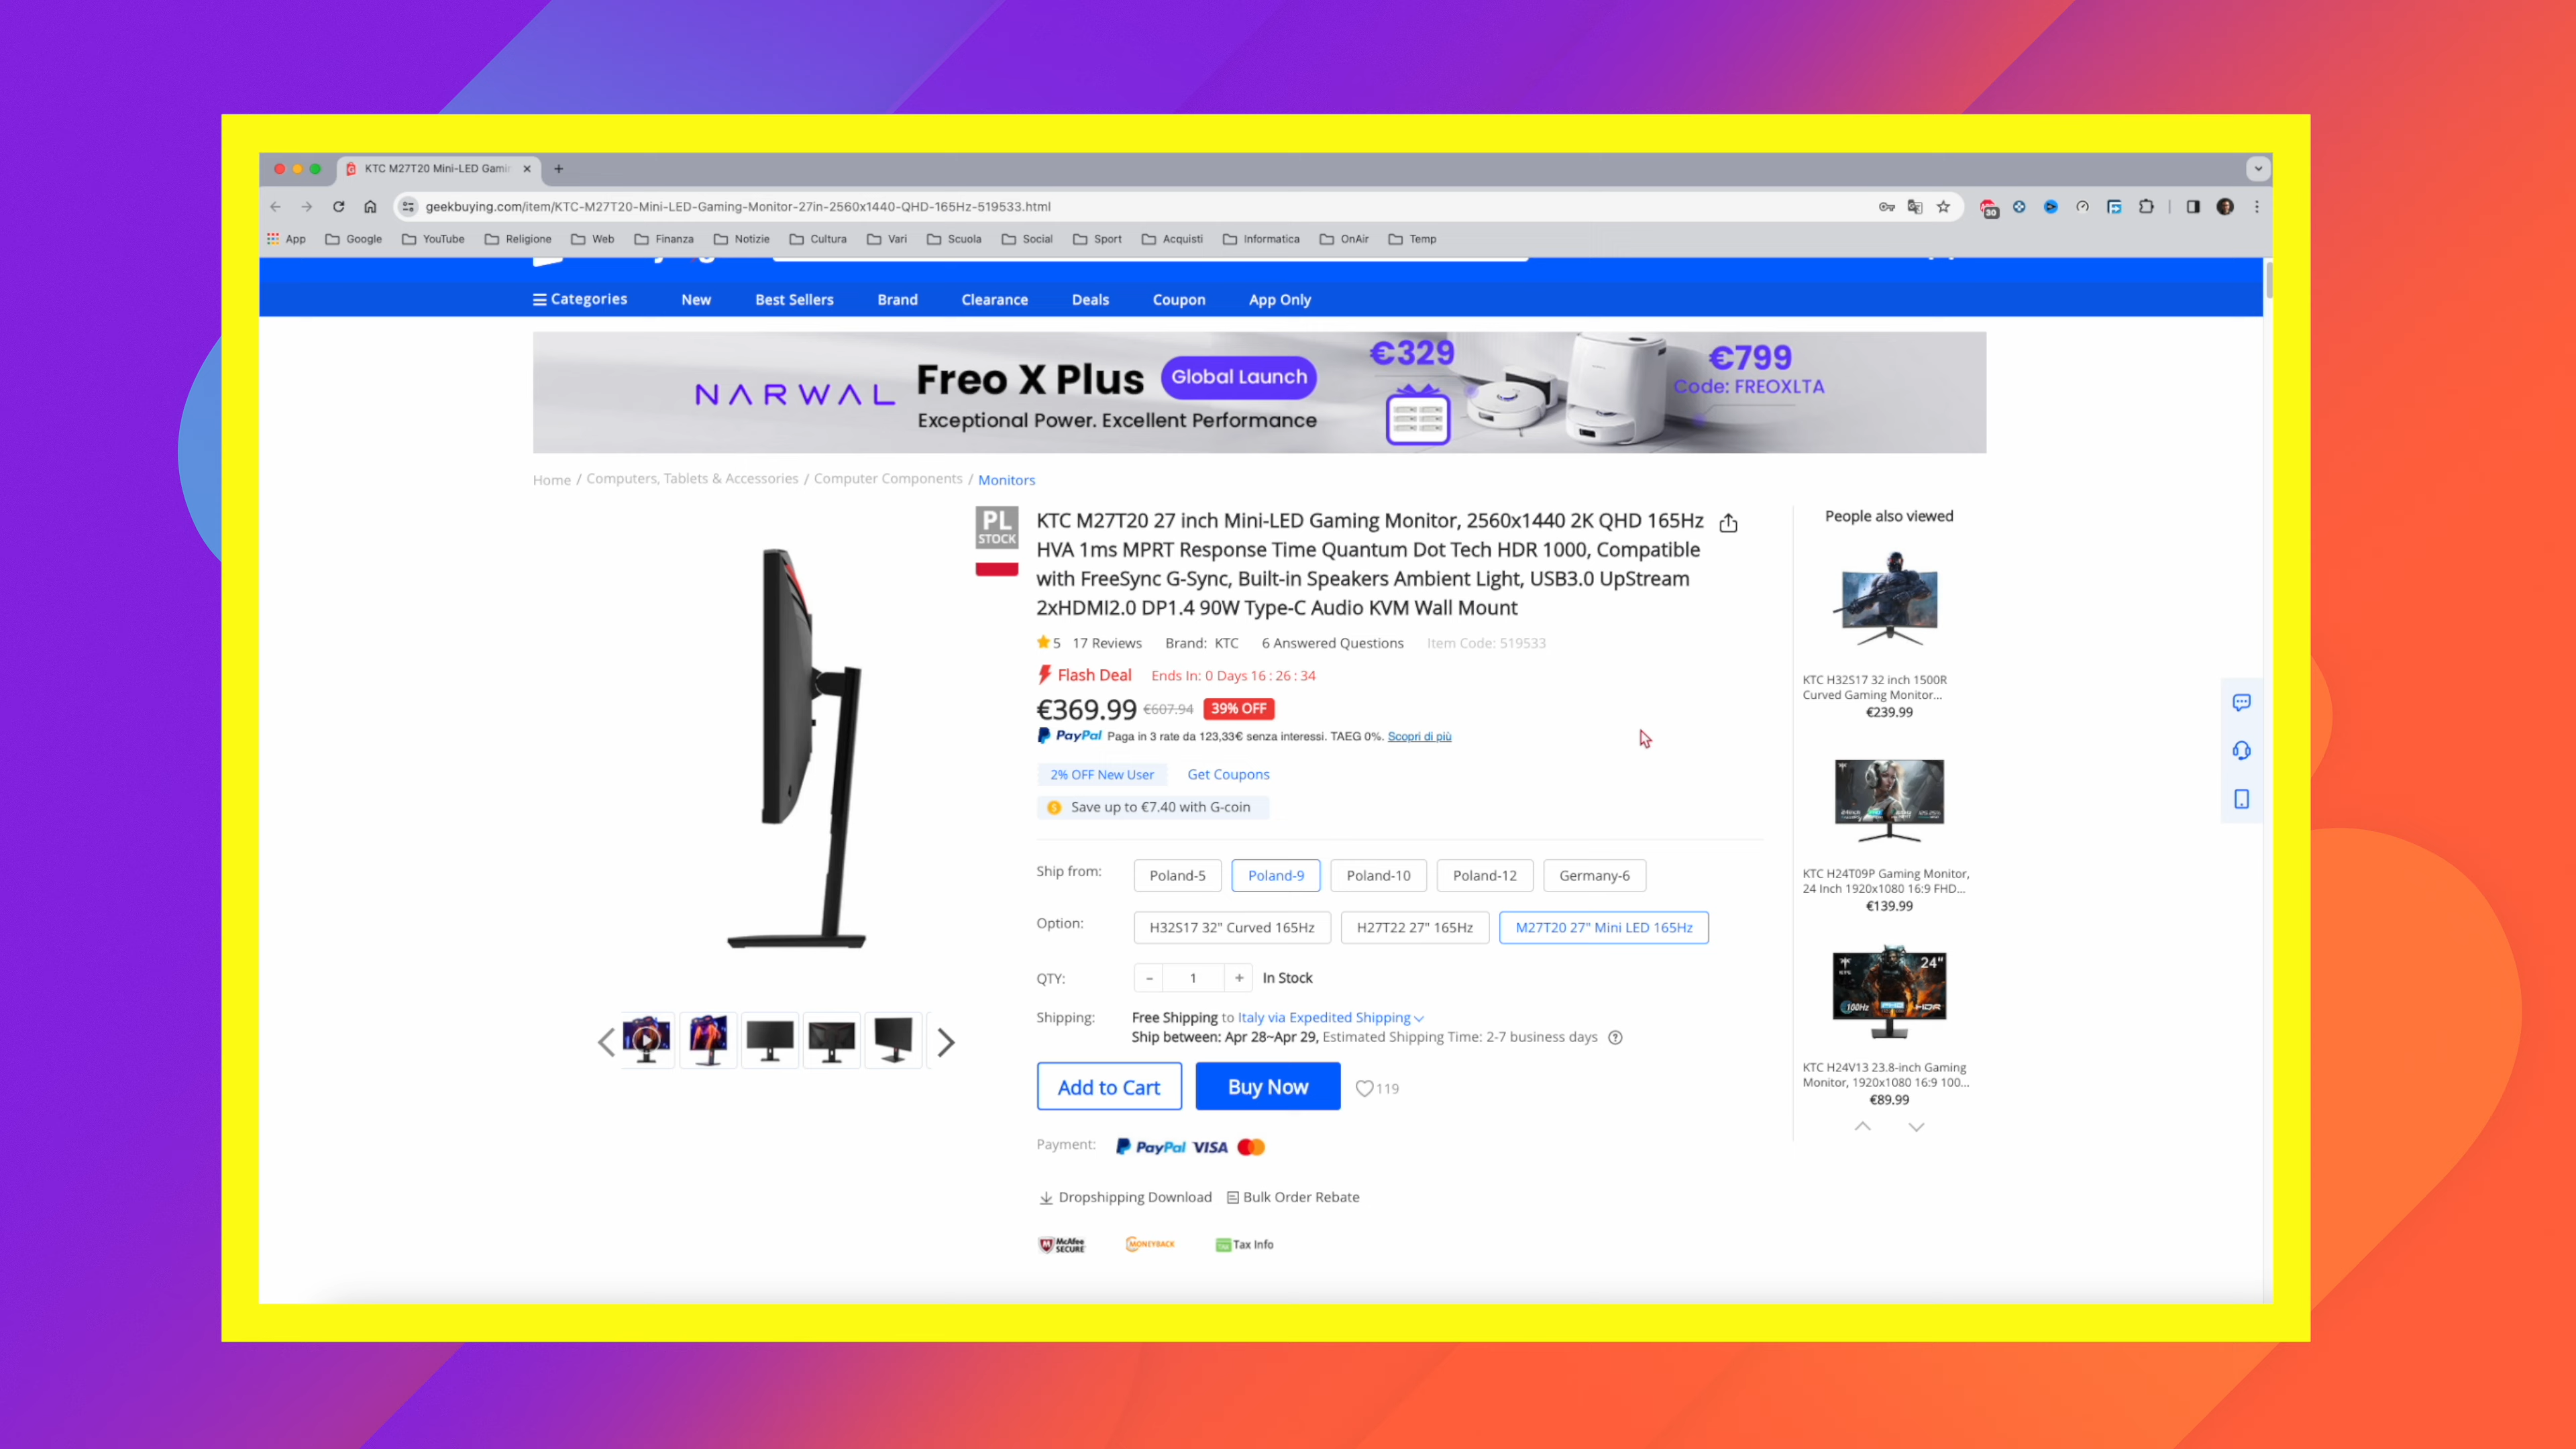 KTC M27T20 Mini-LED Gami
geekbuying.com/item/KTC-M27T20-Mini-LED-Gaming-Monitor-27in-2560x1440-QHD-165Hz-519533.html
30
App Google YouTube Religione Web Finanza Notizie Cultura Vari Scuola Social Sport Acquisti Informatica OnAir Temp
Categories New Best Sellers Brand Clearance Deals Coupon App Only
NARWAL Freo X Plus Global Launch
Exceptional Power. Excellent Performance
€329
€799
Code: FREOXLTA
Home / Computers, Tablets & Accessories / Computer Components / Monitors
PL
STOCK
KTC M27T20 27 inch Mini-LED Gaming Monitor, 2560x1440 2K QHD 165Hz
HVA 1ms MPRT Response Time Quantum Dot Tech HDR 1000, Compatible
with FreeSync G-Sync, Built-in Speakers Ambient Light, USB3.0 UpStream
2xHDMI2.0 DP1.4 90W Type-C Audio KVM Wall Mount
5 17 Reviews Brand: KTC 6 Answered Questions Item Code: 519533
Flash Deal Ends In: 0 Days 16 : 26 : 34
€369.99 €607.94 39% OFF
PayPal Paga in 3 rate da 123,33€ senza interessi. TAEG 0%. Scopri di più
2% OFF New User Get Coupons
Save up to €7.40 with G-coin
Ship from: Poland-5 Poland-9 Poland-10 Poland-12 Germany-6
Option: H32S17 32" Curved 165Hz H27T22 27" 165Hz M27T20 27" Mini LED 165Hz
QTY: - 1 + In Stock
Shipping: Free Shipping to Italy via Expedited Shipping
Ship between: Apr 28~Apr 29, Estimated Shipping Time: 2-7 business days
Add to Cart Buy Now 119
Payment: PayPal VISA
Dropshipping Download Bulk Order Rebate
McAfee
SECURE
MONEYBACK
Tax Info
People also viewed
KTC H32S17 32 inch 1500R
Curved Gaming Monitor...
€239.99
KTC H24T09P Gaming Monitor,
24 Inch 1920x1080 16:9 FHD...
€139.99
24"
100Hz HDR
KTC H24V13 23.8-inch Gaming
Monitor, 1920x1080 16:9 100...
€89.99